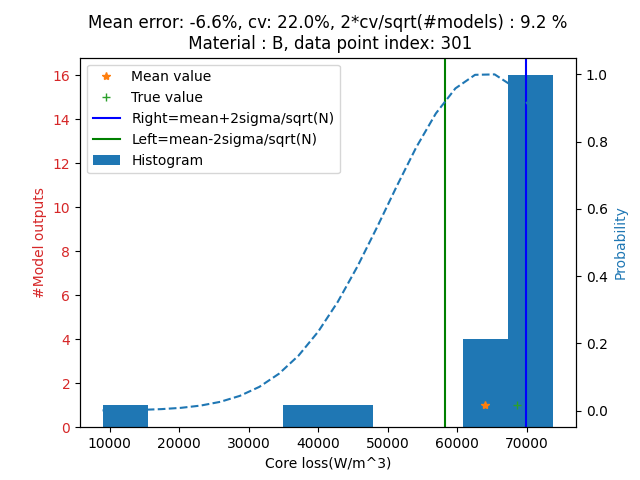 Mean error: -6.6%, cv: 22.0%, 2*cv/sqrt(#models) : 9.2 %
Material : B, data point index: 301
Mean value
True value
Right=mean+2sigma/sqrt(N)
Left=mean-2sigma/sqrt(N)
Histogram
#Model outputs
16
14
12
10
8
6
4
2
0
1.0
0.8
0.6
0.4
0.2
0.0
Probability
10000 20000 30000 40000 50000 60000 70000
Core loss(W/m^3)